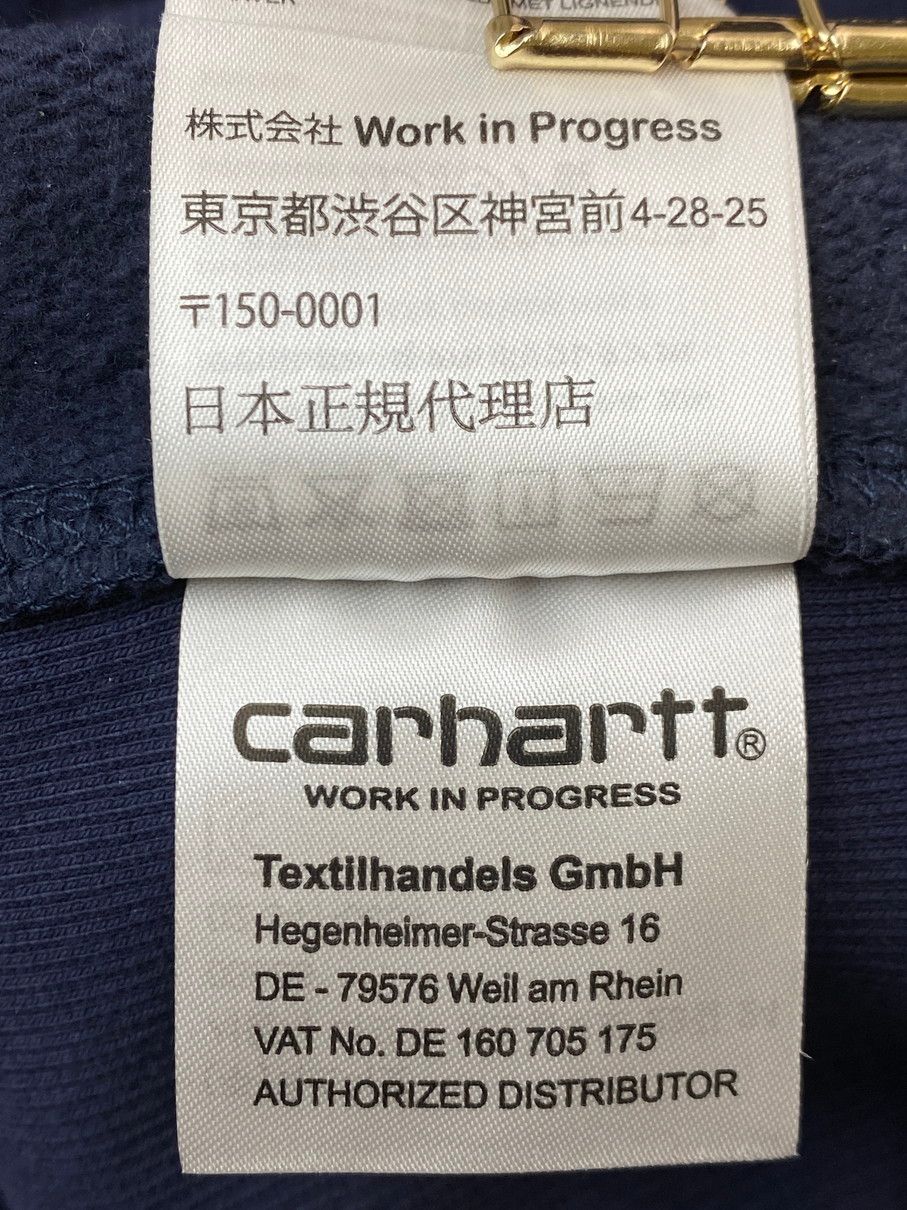 MET LIGNEND
株式会社 Work in Progress
東京都渋谷区神宮前4-28-25
〒150-0001
日本正規代理店
carhartt®
WORK IN PROGRESS
Textilhandels GmbH
Hegenheimer-Strasse 16
DE - 79576 Weil am Rhein
VAT No. DE 160 705 175
AUTHORIZED DISTRIBUTOR